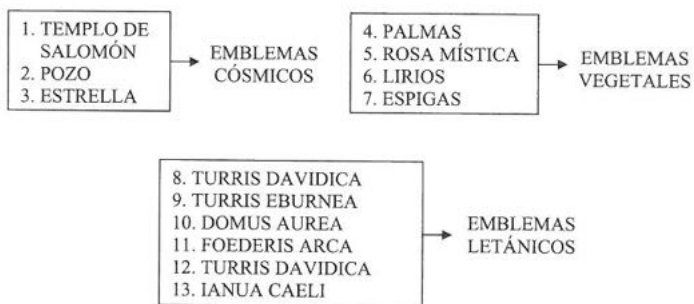 1. TEMPLO DE
SALOMÓN
2. POZO
3. ESTRELLA
EMBLEMAS
CÓSMICOS
4. PALMAS
5. ROSA MÍSTICA
6. LIRIOS
7. ESPIGAS
EMBLEMAS
VEGETALES
8. TURRIS DAVIDICA
9. TURRIS EBURNEA
10. DOMUS AUREA
11. FOEDERIS ARCA
12. TURRIS DAVIDICA
13. IANUA CAELI
EMBLEMAS
LETÁNICOS